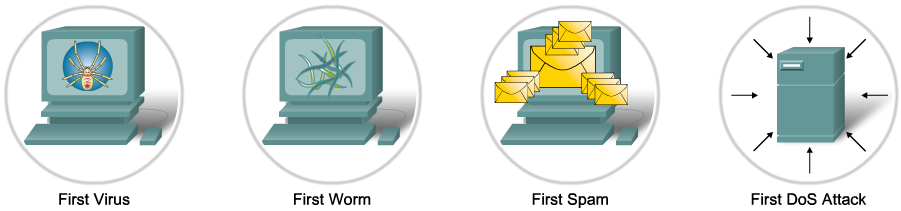 First Virus
First Worm
First Spam
First DoS Attack